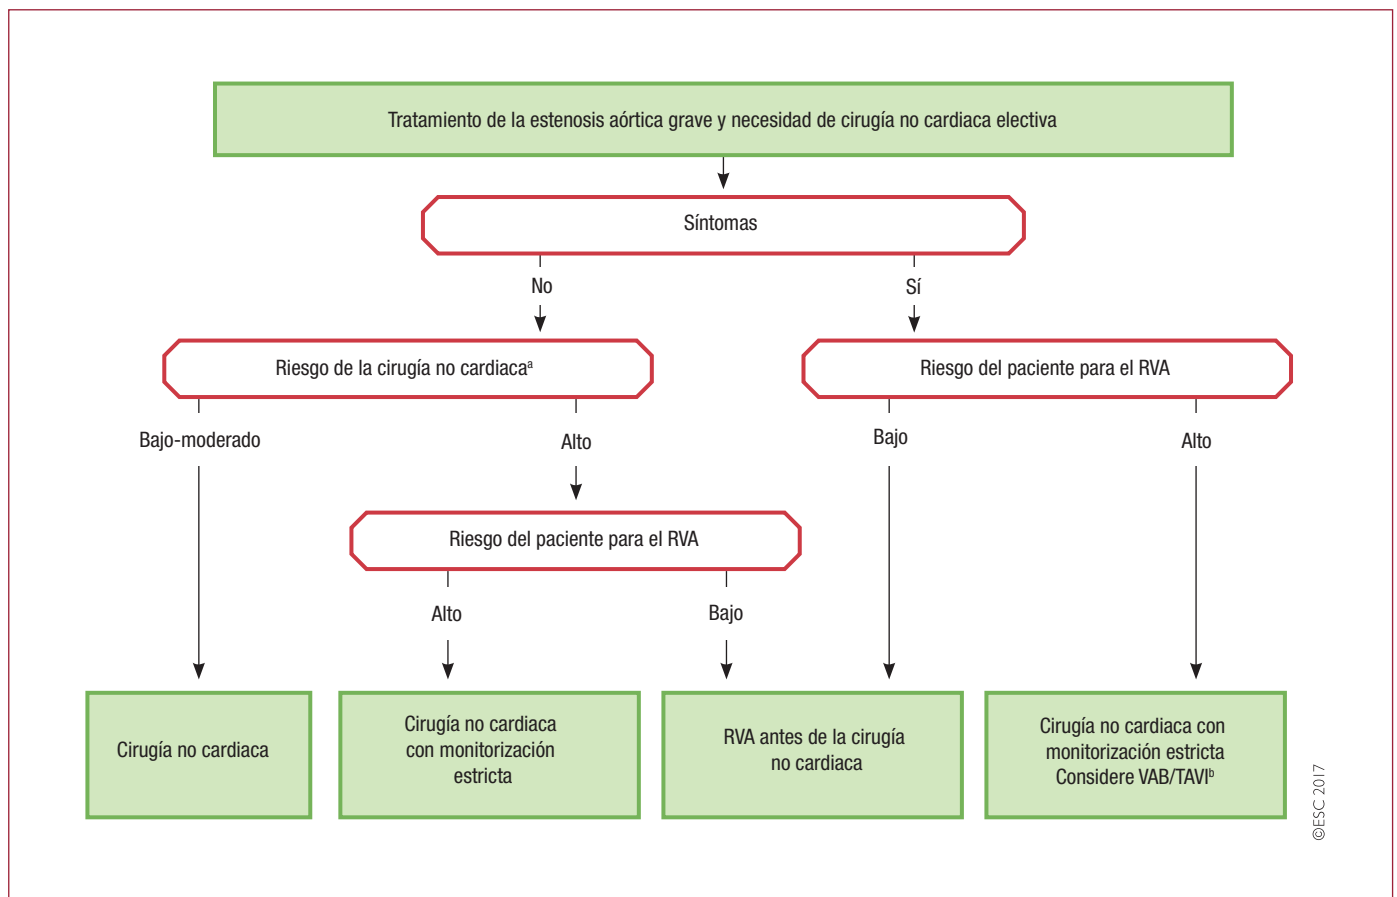 Tratamiento de la estenosis aórtica grave y necesidad de cirugía no cardiaca electiva
Síntomas
No
Sí
Riesgo de la cirugía no cardiacaᵃ
Riesgo del paciente para el RVA
Bajo-moderado
Alto
Bajo
Alto
Riesgo del paciente para el RVA
Alto
Bajo
Cirugía no cardiaca
Cirugía no cardiaca
con monitorización
estricta
RVA antes de la cirugía
no cardiaca
Cirugía no cardiaca con
monitorización estricta
Considere VAB/TAVIᵇ
©ESC 2017